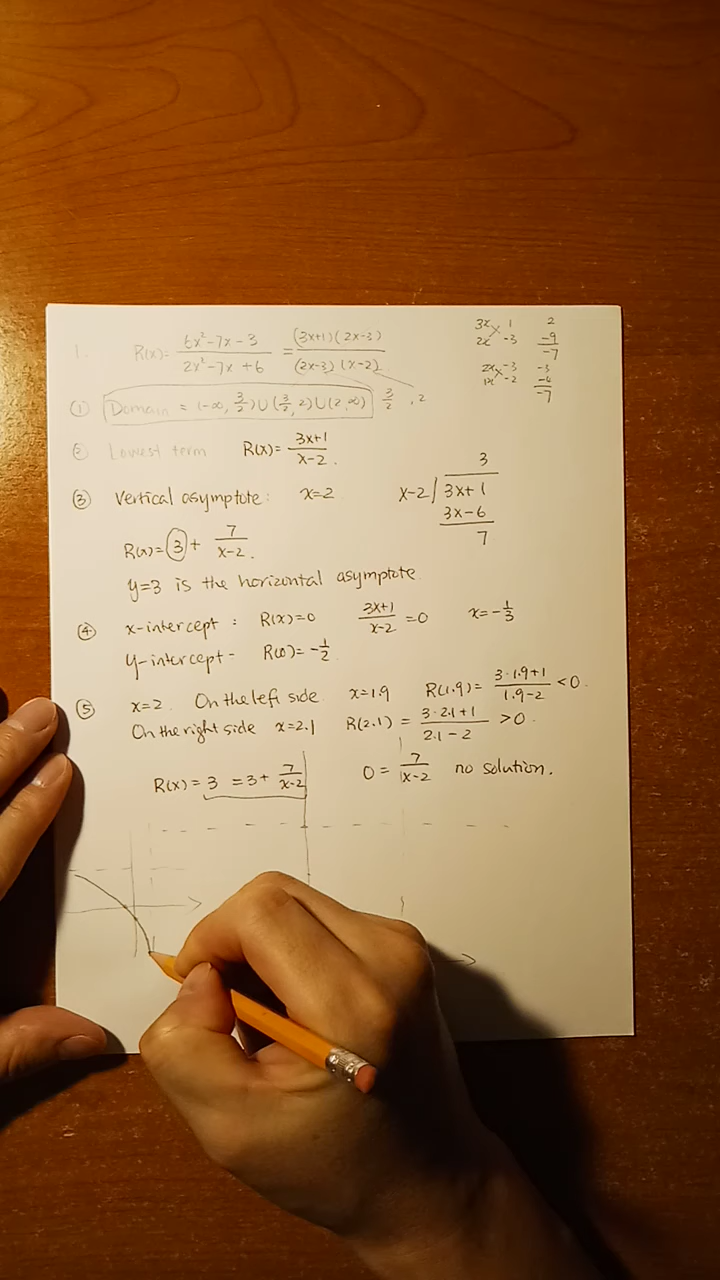 1. R(x)= 6x²-7x-3 / 2x²-7x+6 = (3x+1)(2x-3) / (2x-3)(x-2)
3x 1 2
2x -3 -9
-7
2x -3 -3
1x -2 -4
-7
① Domain = (-∞, 3/2)∪(3/2, 2)∪(2, ∞) 3/2 , 2
② Lowest term R(x)= 3x+1 / x-2 .
③ Vertical asymptote: x=2
3
x-2 / 3x+1
3x-6
7
R(x)= 3 + 7 / x-2 .
y=3 is the horizontal asymptote
④ x-intercept : R(x)=0 3x+1 / x-2 =0 x=-1/3
y-intercept = R(0)=-1/2
⑤ x=2. On the left side. x=1.9 R(1.9)= 3·1.9+1 / 1.9-2 <0.
On the right side x=2.1 R(2.1) = 3·2.1+1 / 2.1-2 >0.
R(x)= 3 =3+ 7 / x-2 0= 7 / x-2 no solution.